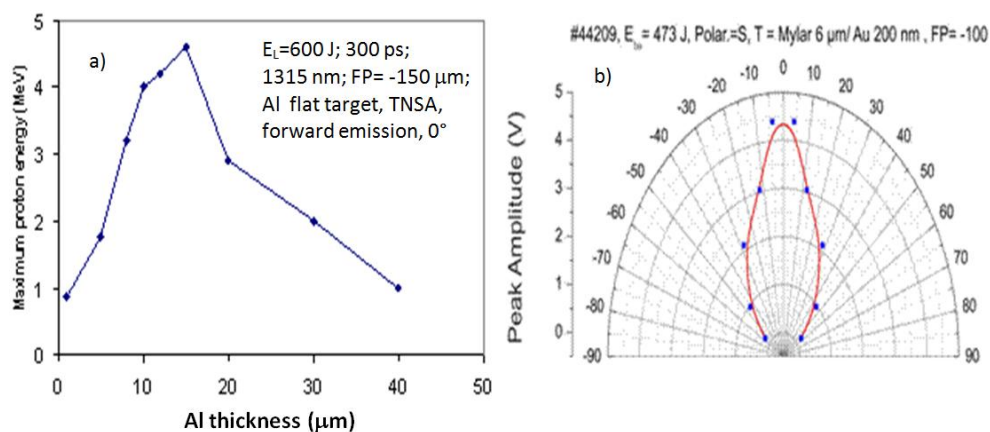 a)
E_L=600 J; 300 ps;
1315 nm; FP= -150 μm;
Al flat target, TNSA,
forward emission, 0°
Maximum proton energy (MeV)
5
4
3
2
1
0
0 10 20 30 40 50
Al thickness (μm)
#44209, E = 473 J, Polar.=S, T = Mylar 6 μm/ Au 200 nm , FP= -100
b)
Peak Amplitude (V)
5
4
3
2
1
0
-90
-80
-70
-60
-50
-40
-30
-20
-10
0
10
20
30
40
50
60
70
80
90